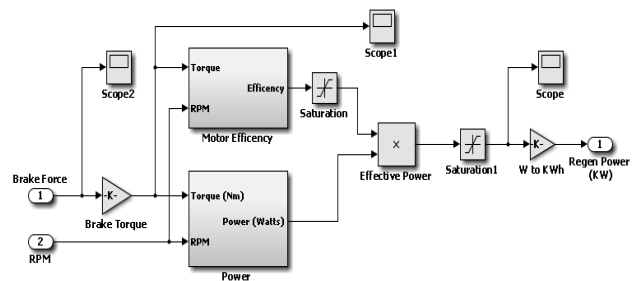 Scope1
Scope2
Torque
Efficency
RPM
Motor Efficency
Saturation
Scope
x
Effective Power
Saturation1
-K-
W to KWh
1
Regen Power
(KW)
Brake Force
1
-K-
Brake Torque
Torque (Nm)
Power (Watts)
RPM
Power
2
RPM